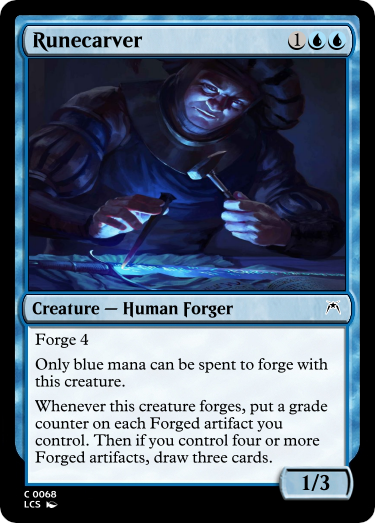 Runecarver 1
Creature — Human Forger
Forge 4
Only blue mana can be spent to forge with
this creature.
Whenever this creature forges, put a grade
counter on each Forged artifact you
control. Then if you control four or more
Forged artifacts, draw three cards.
1/3
C 0068
LCS